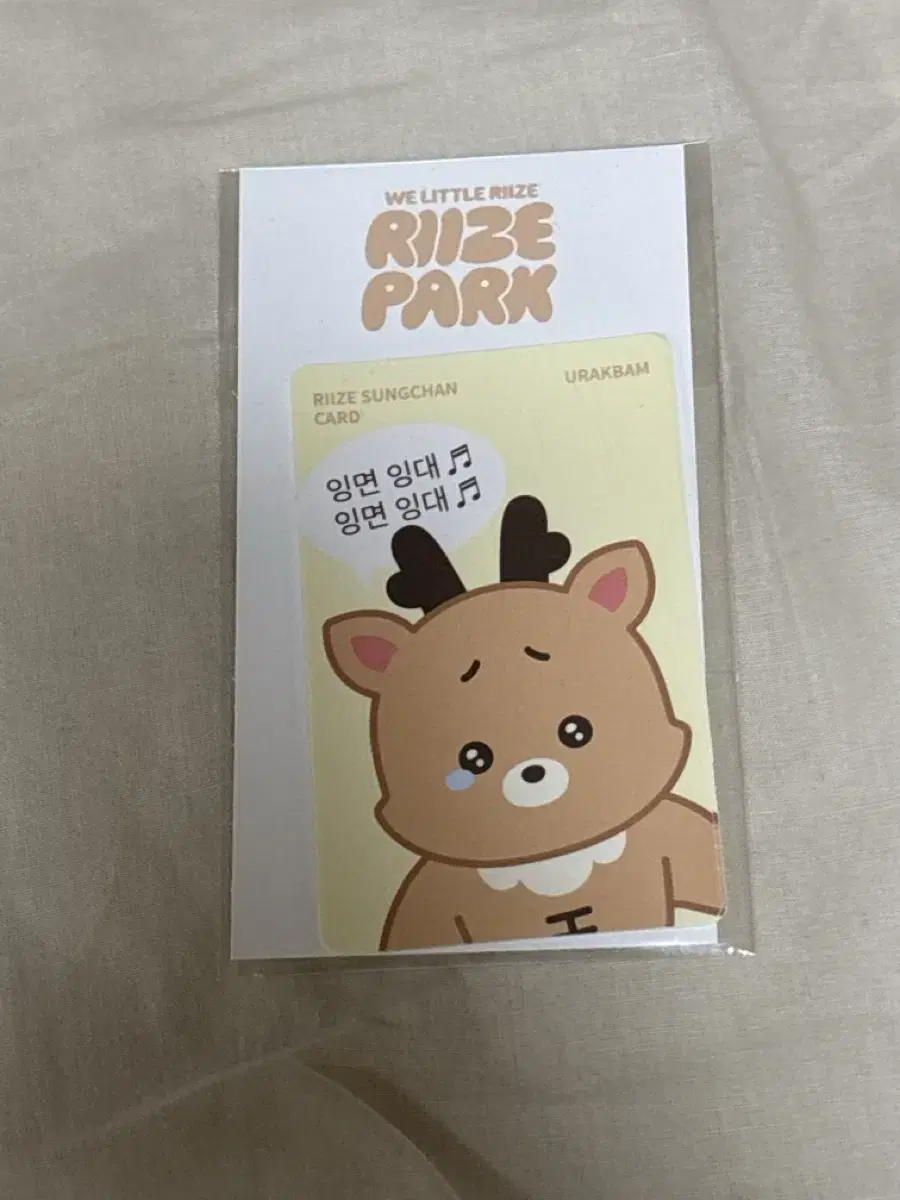 WE LITTLE RIIZE
RIIZE
PARK
RIIZE SUNGCHAN
CARD
URAKBAM
잉면 잉대 🎵
잉면 잉대 🎵